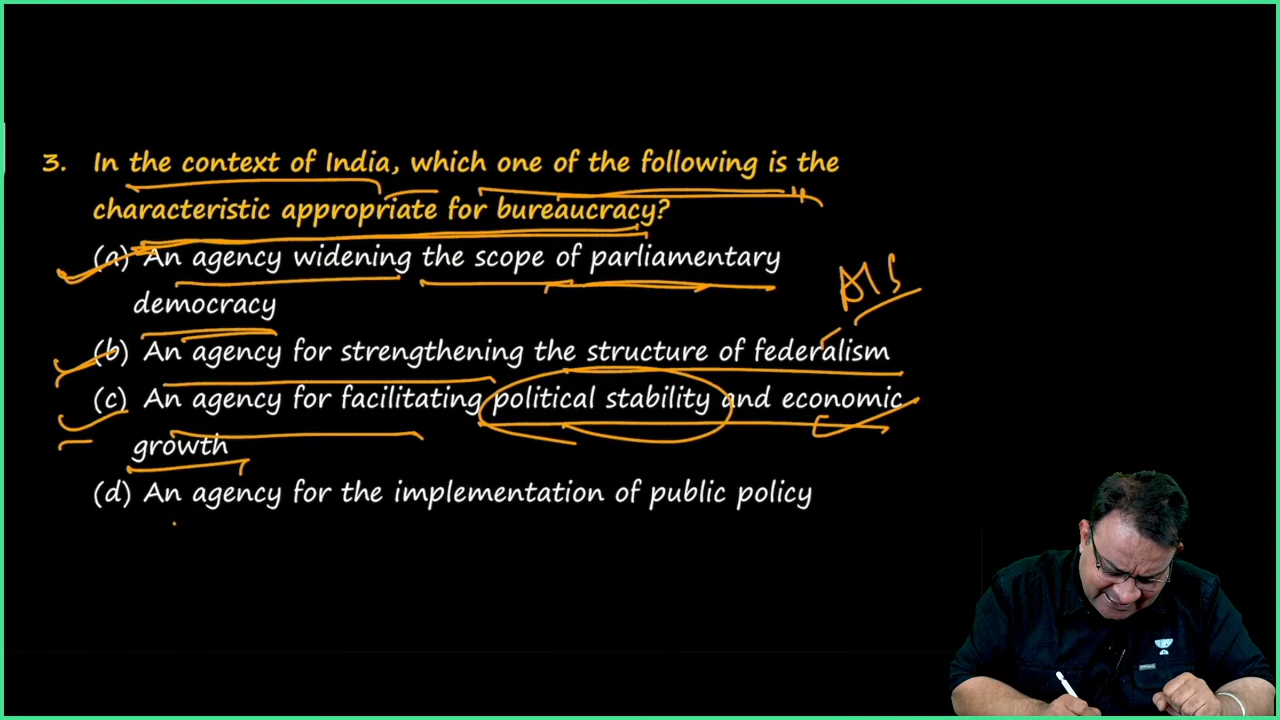 3. In the context of India, which one of the following is the
characteristic appropriate for bureaucracy?
(a) An agency widening the scope of parliamentary
democracy
AIS
(b) An agency for strengthening the structure of federalism
(c) An agency for facilitating political stability and economic
growth
(d) An agency for the implementation of public policy